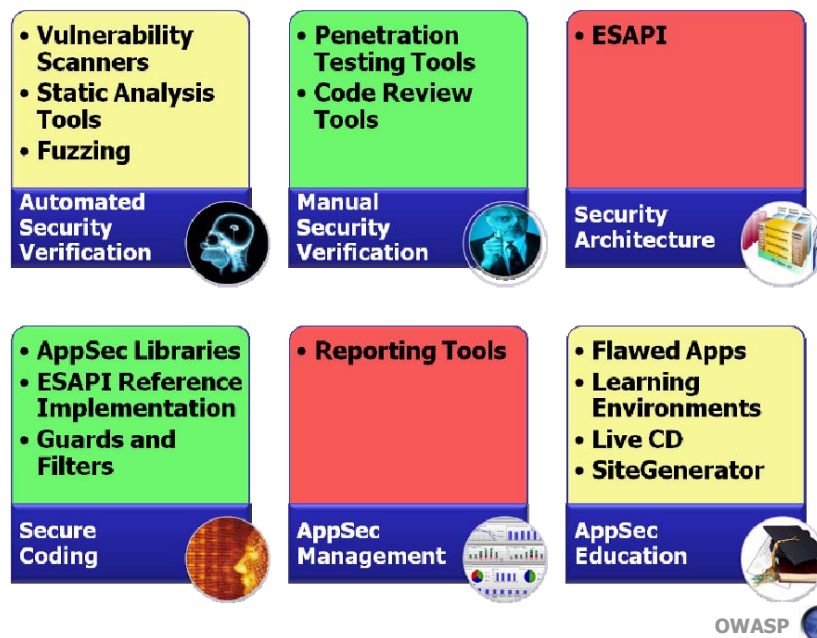 • Vulnerability
Scanners
• Static Analysis
Tools
• Fuzzing
Automated
Security
Verification
• Penetration
Testing Tools
• Code Review
Tools
Manual
Security
Verification
• ESAPI
Security
Architecture
• AppSec Libraries
• ESAPI Reference
Implementation
• Guards and
Filters
Secure
Coding
• Reporting Tools
AppSec
Management
• Flawed Apps
• Learning
Environments
• Live CD
• SiteGenerator
AppSec
Education
OWASP